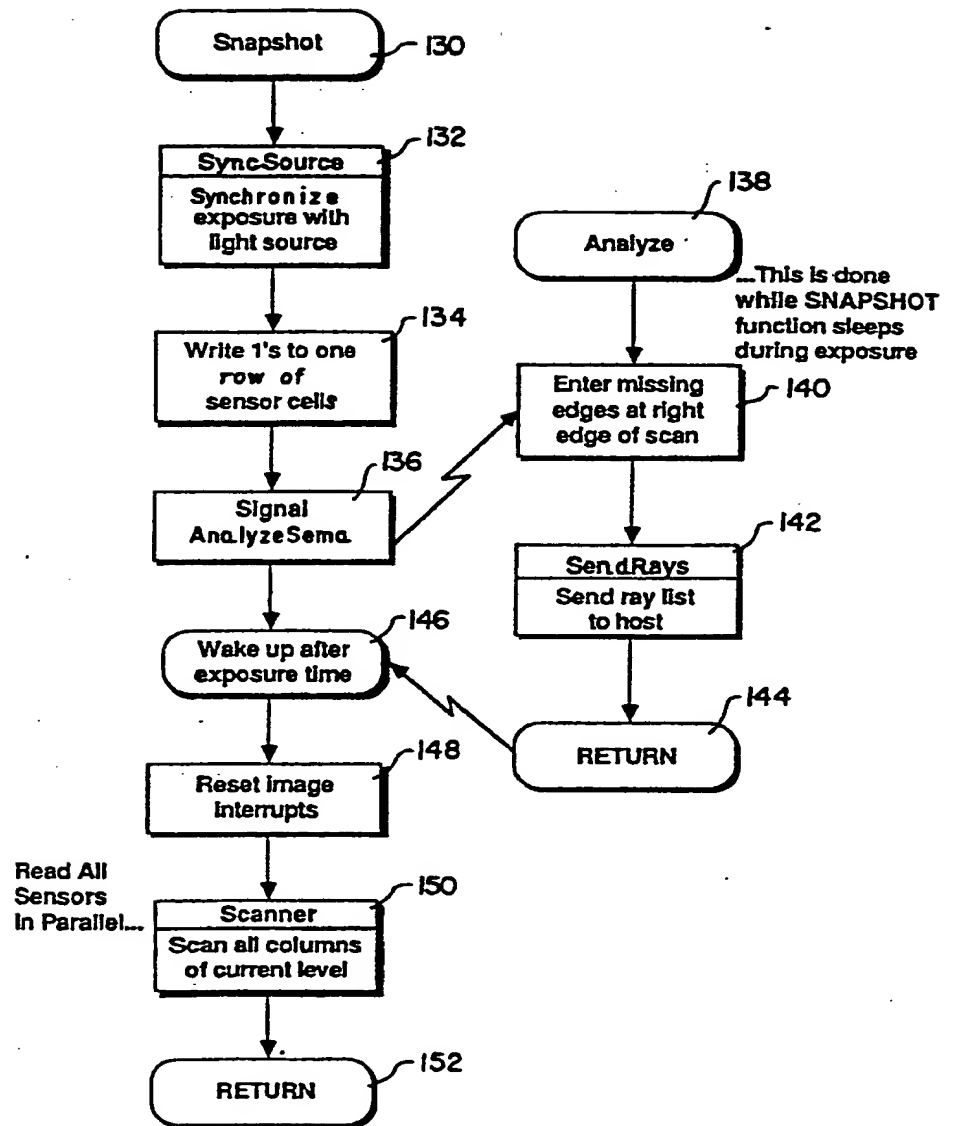 Snapshot
130
132
Sync Source
Synchronize
exposure with
light source
134
Write 1's to one
row of
sensor cells
136
Signal
AnalyzeSema
146
Wake up after
exposure time
148
Reset image
interrupts
Read All
Sensors
In Parallel...
150
Scanner
Scan all columns
of current level
RETURN
152
138
Analyze
...This is done
while SNAPSHOT
function sleeps
during exposure
Enter missing
edges at right
edge of scan
140
142
SendRays
Send ray list
to host
144
RETURN